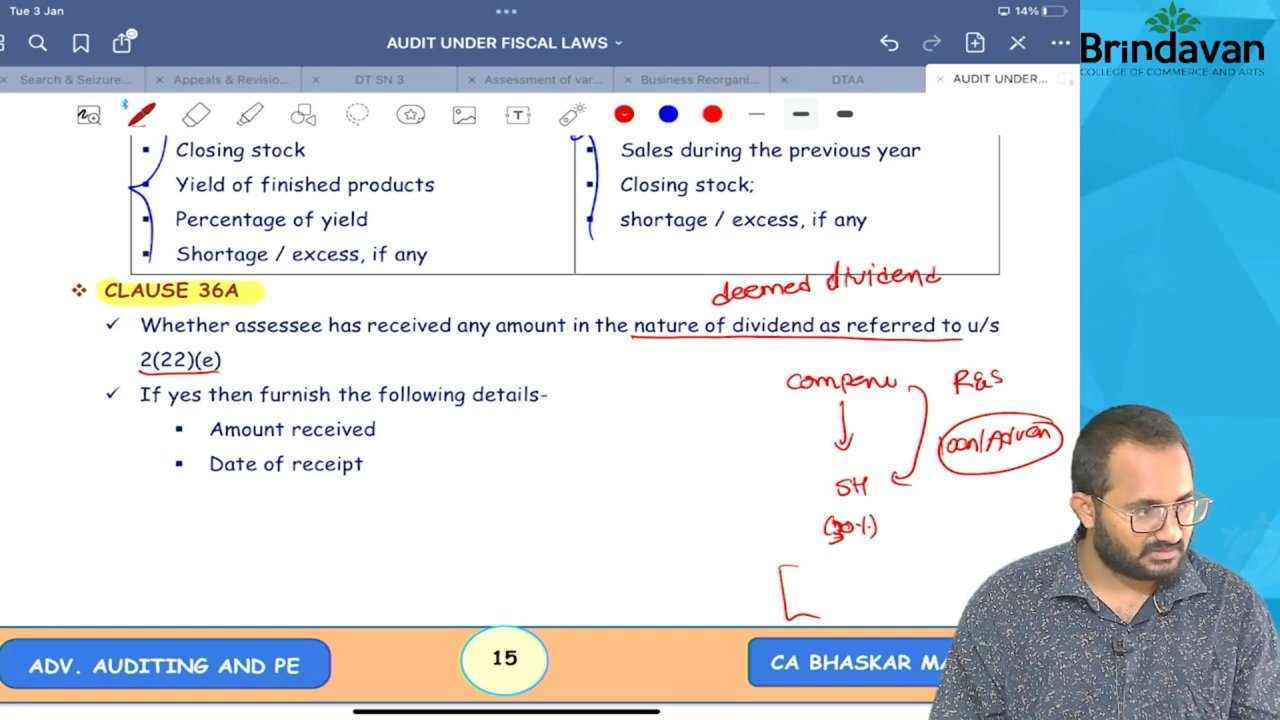 Tue 3 Jan
14%
AUDIT UNDER FISCAL LAWS
Brindavan
COLLEGE OF COMMERCE AND ARTS
Search & Seizure...
Appeals & Revisio...
DT SN 3
Assessment of var...
Business Reorgani...
DTAA
AUDIT UNDER...
Closing stock
Yield of finished products
Percentage of yield
Shortage / excess, if any
Sales during the previous year
Closing stock;
shortage / excess, if any
CLAUSE 36A
deemed dividend
Whether assessee has received any amount in the nature of dividend as referred to u/s
2(22)(e)
If yes then furnish the following details-
Amount received
Date of receipt
company
R&S
loan/Advan
SH
ADV. AUDITING AND PE
15
CA BHASKAR